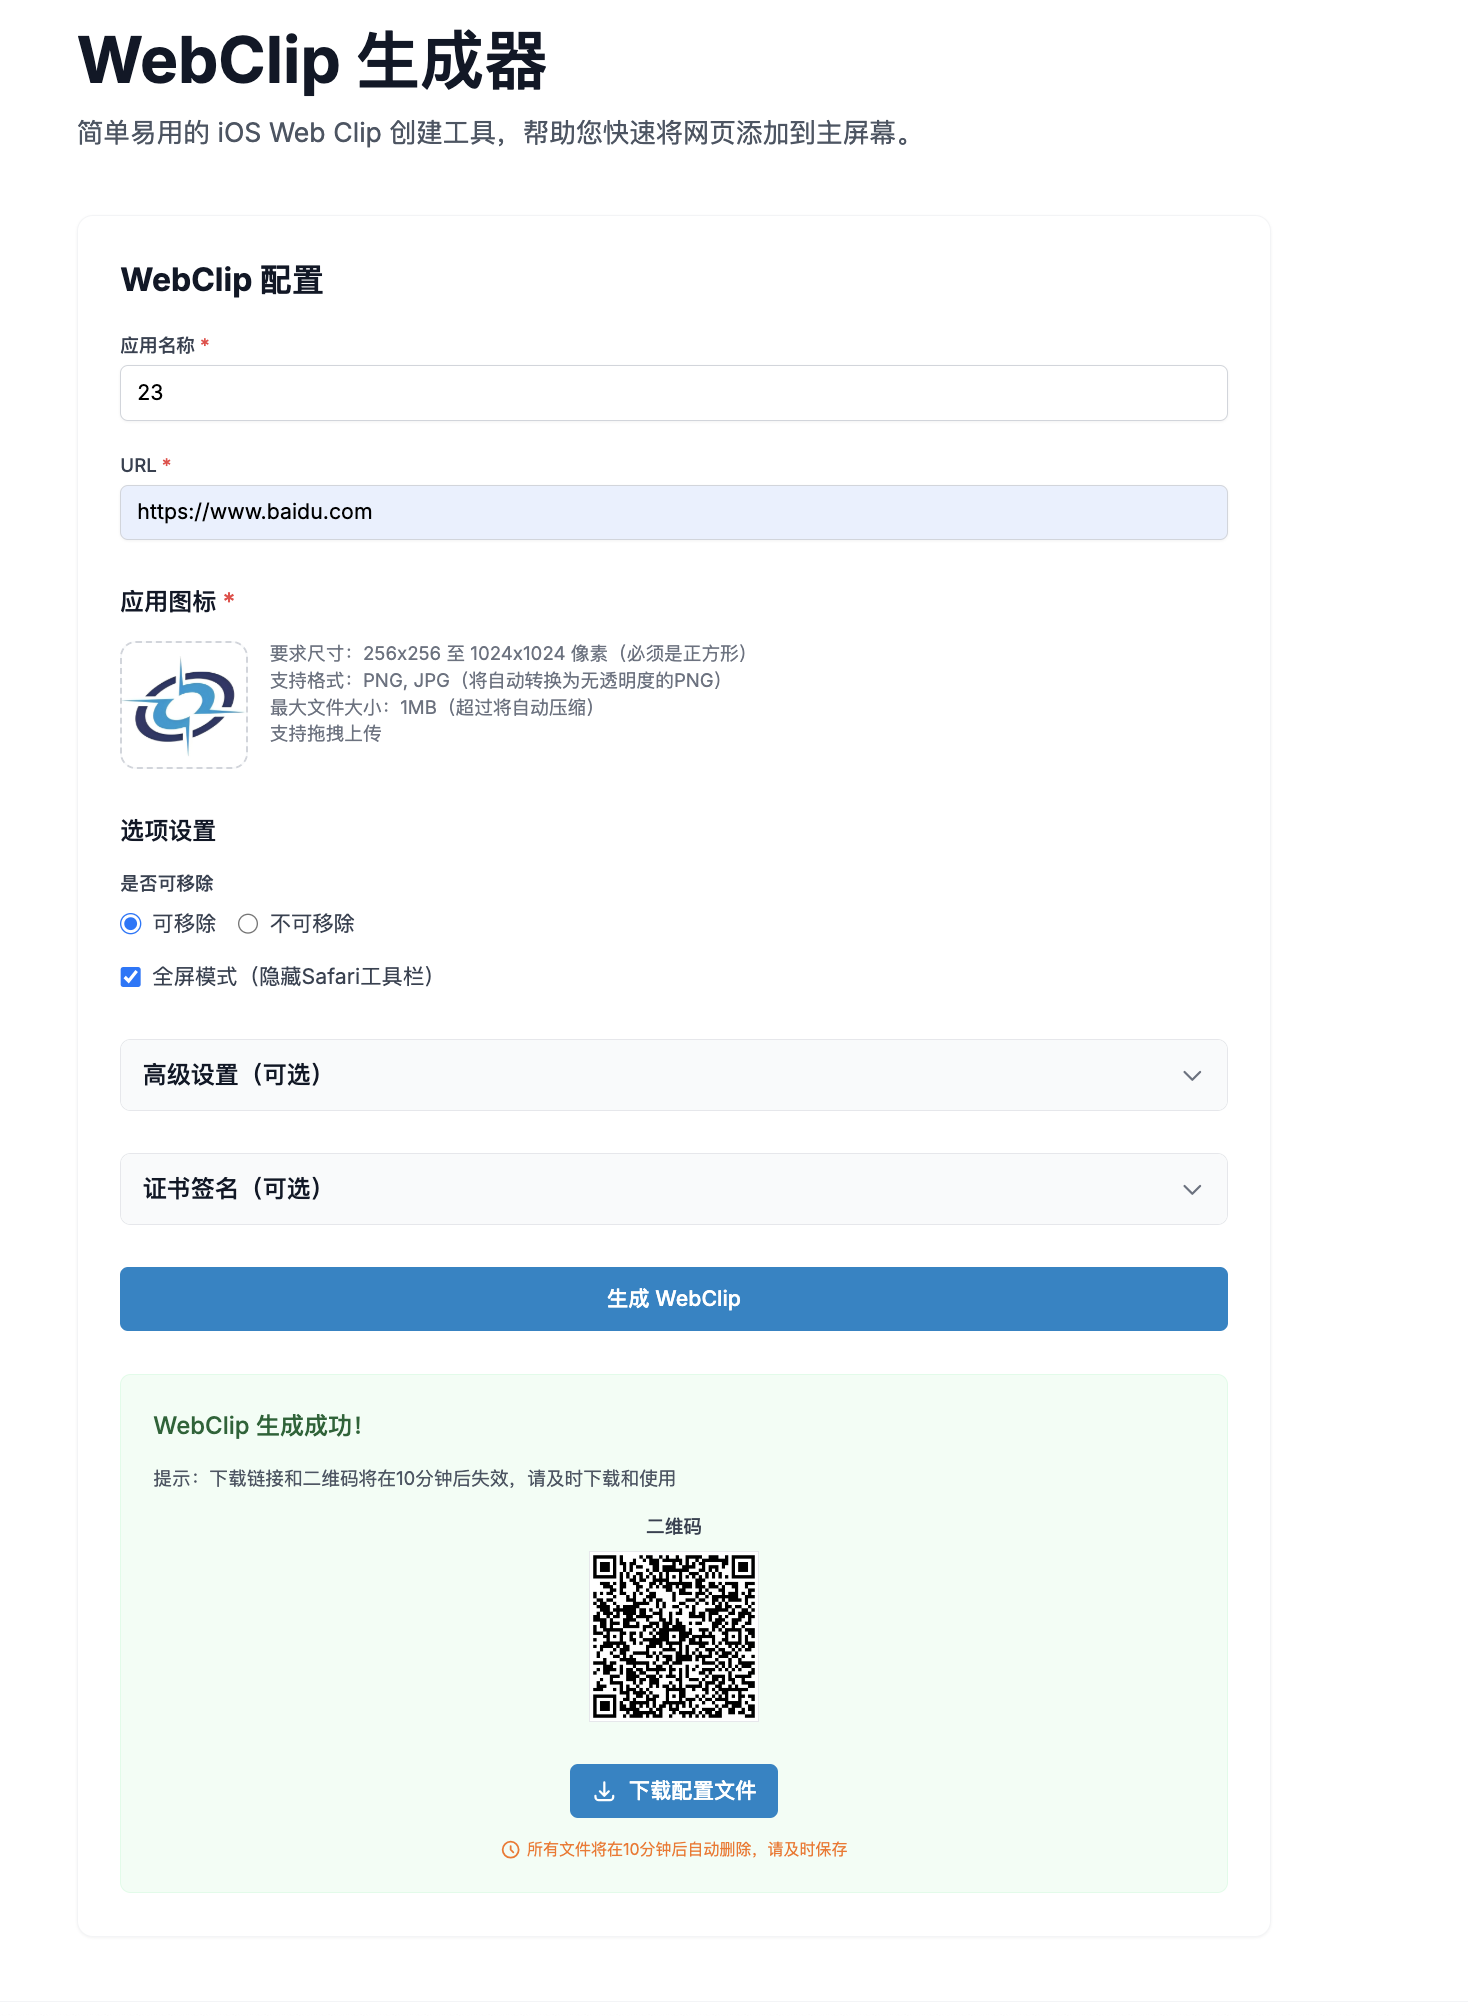 WebClip 生成器
简单易用的 iOS Web Clip 创建工具，帮助您快速将网页添加到主屏幕。
WebClip 配置
应用名称 *
23
URL *
https://www.baidu.com
应用图标 *
要求尺寸：256x256 至 1024x1024 像素（必须是正方形）
支持格式：PNG, JPG（将自动转换为无透明度的PNG）
最大文件大小：1MB（超过将自动压缩）
支持拖拽上传
选项设置
是否可移除
可移除 不可移除
全屏模式（隐藏Safari工具栏）
高级设置（可选）
证书签名（可选）
生成 WebClip
WebClip 生成成功！
提示：下载链接和二维码将在10分钟后失效，请及时下载和使用
二维码
下载配置文件
所有文件将在10分钟后自动删除，请及时保存